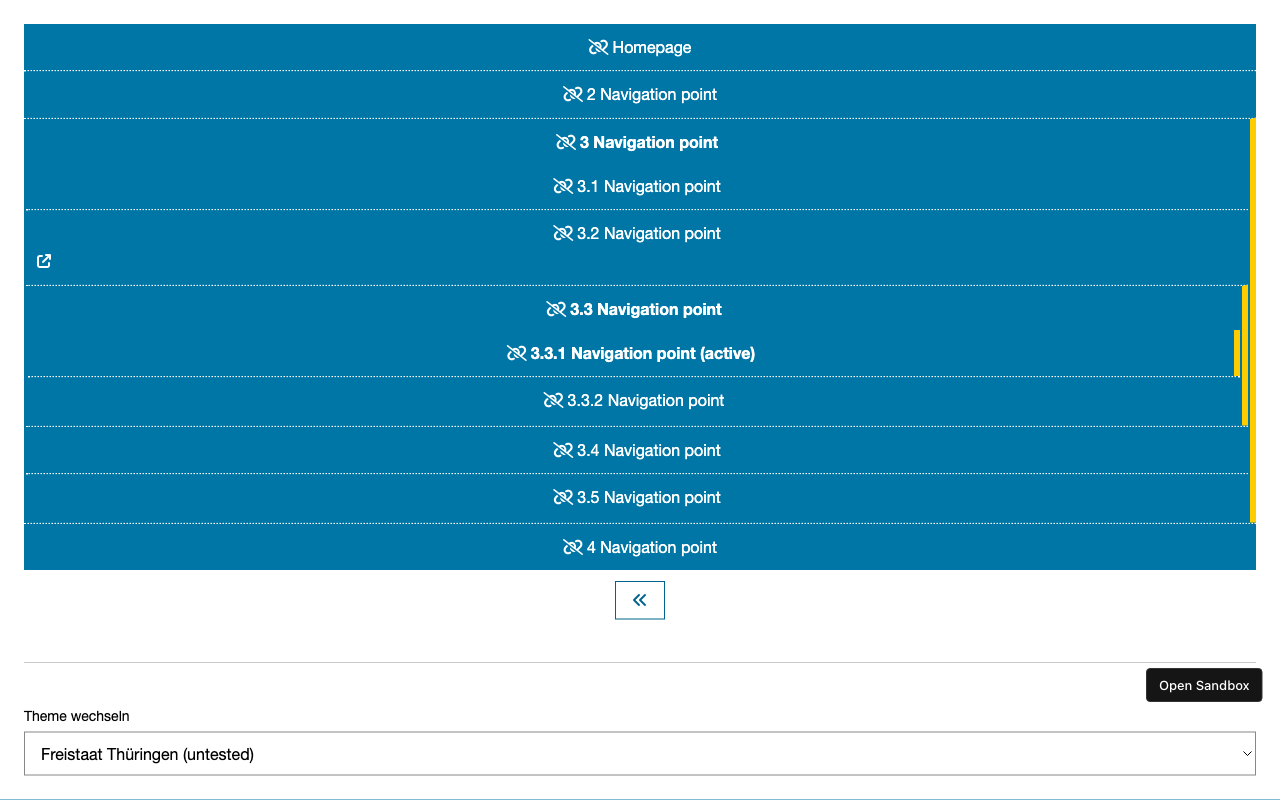 Homepage
2 Navigation point
3 Navigation point
3.1 Navigation point
3.2 Navigation point
3.3 Navigation point
3.3.1 Navigation point (active)
3.3.2 Navigation point
3.4 Navigation point
3.5 Navigation point
4 Navigation point
Open Sandbox
Theme wechseln
Freistaat Thüringen (untested)